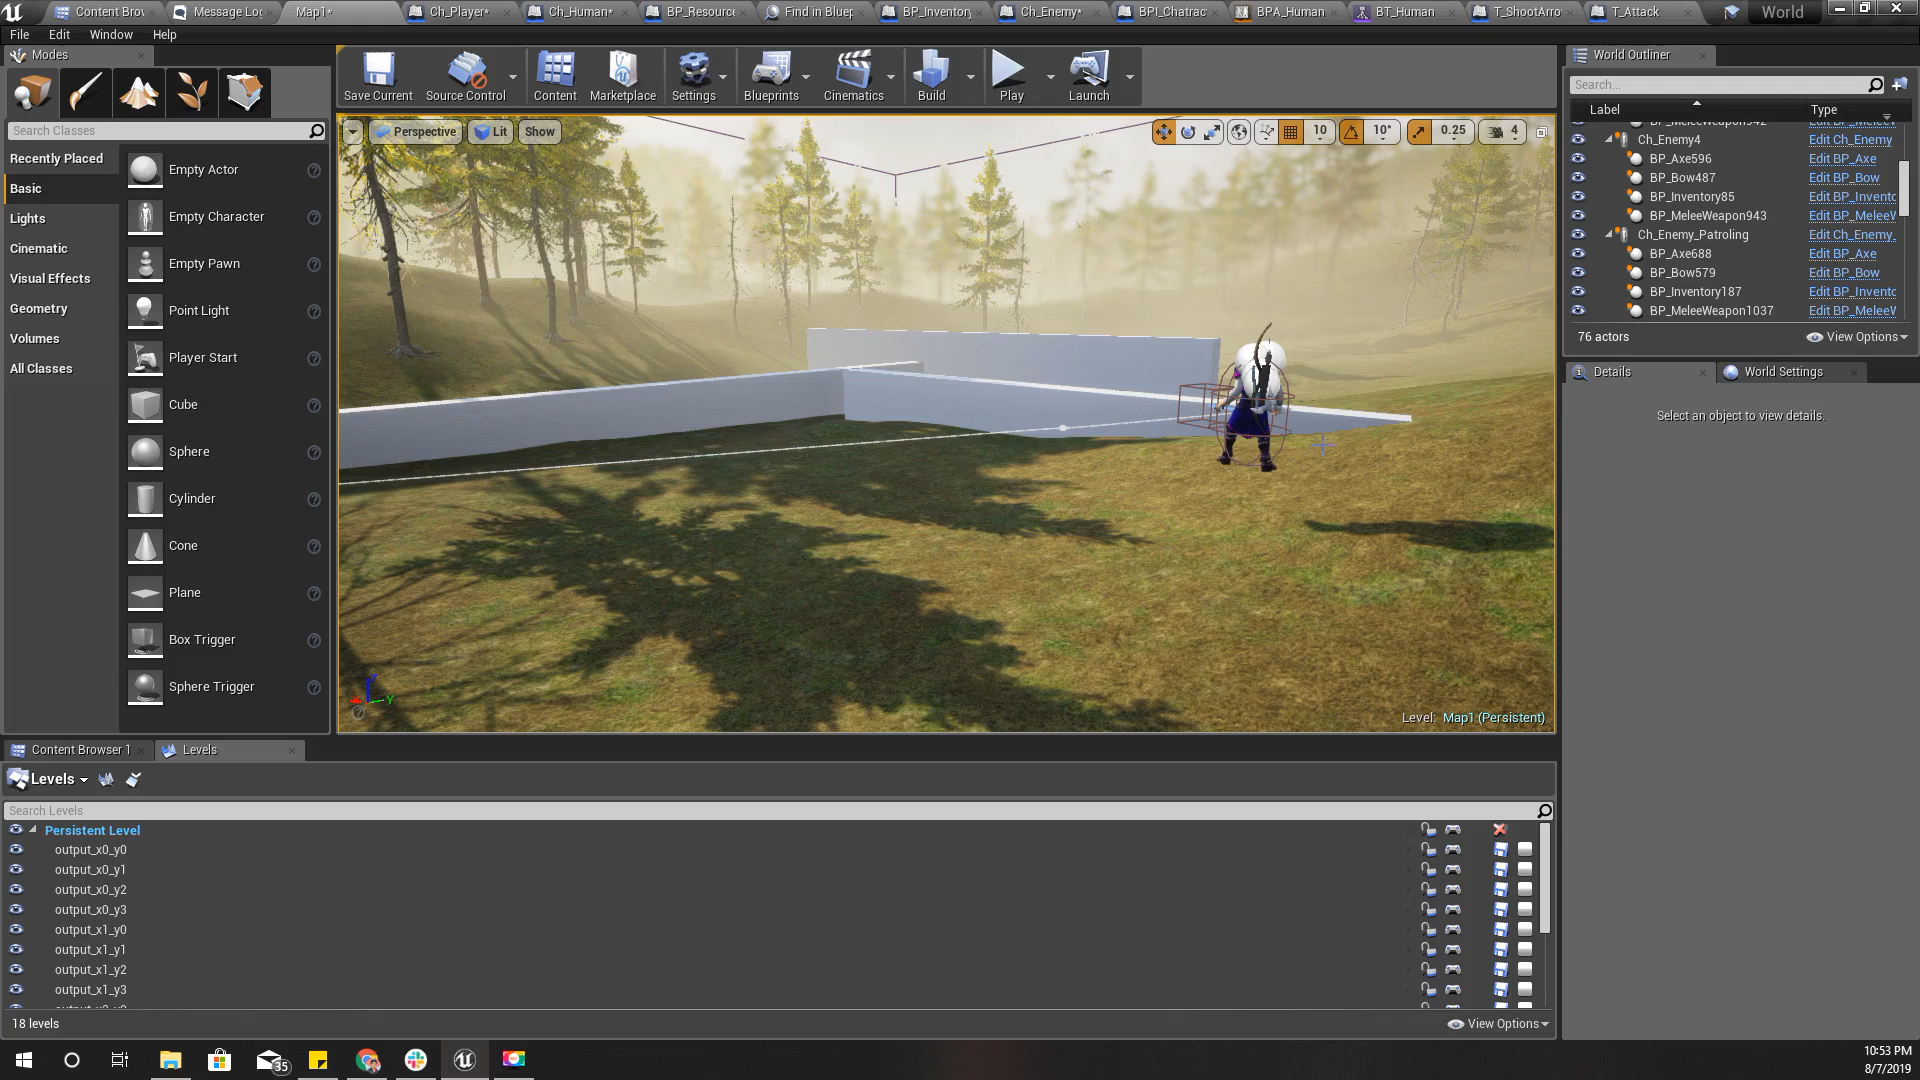 Content Brow
Message Log
Map1*
Ch_Player*
Ch_Human*
BP_Resource
Find in Bluep
BP_Inventory
Ch_Enemy*
BPI_Chatrac
BPA_Human
BT_Human
T_ShootArro
T_Attack
World
File
Edit
Window
Help
Modes
Search Classes
Recently Placed
Basic
Lights
Cinematic
Visual Effects
Geometry
Volumes
All Classes
Empty Actor
Empty Character
Empty Pawn
Point Light
Player Start
Cube
Sphere
Cylinder
Cone
Plane
Box Trigger
Sphere Trigger
Save Current
Source Control
Content
Marketplace
Settings
Blueprints
Cinematics
Build
Play
Launch
Perspective
Lit
Show
10
10°
0.25
4
Level: Map1 (Persistent)
World Outliner
Search...
Label
Type
Ch_Enemy4 Edit Ch_Enemy
BP_Axe596 Edit BP_Axe
BP_Bow487 Edit BP_Bow
BP_Inventory85 Edit BP_Invento
BP_MeleeWeapon943 Edit BP_MeleeW
Ch_Enemy_Patroling Edit Ch_Enemy_
BP_Axe688 Edit BP_Axe
BP_Bow579 Edit BP_Bow
BP_Inventory187 Edit BP_Invento
BP_MeleeWeapon1037 Edit BP_MeleeW
76 actors
View Options
Details
World Settings
Select an object to view details.
Content Browser 1
Levels
Levels
Search Levels
Persistent Level
output_x0_y0
output_x0_y1
output_x0_y2
output_x0_y3
output_x1_y0
output_x1_y1
output_x1_y2
output_x1_y3
18 levels
View Options
35
10:53 PM
8/7/2019